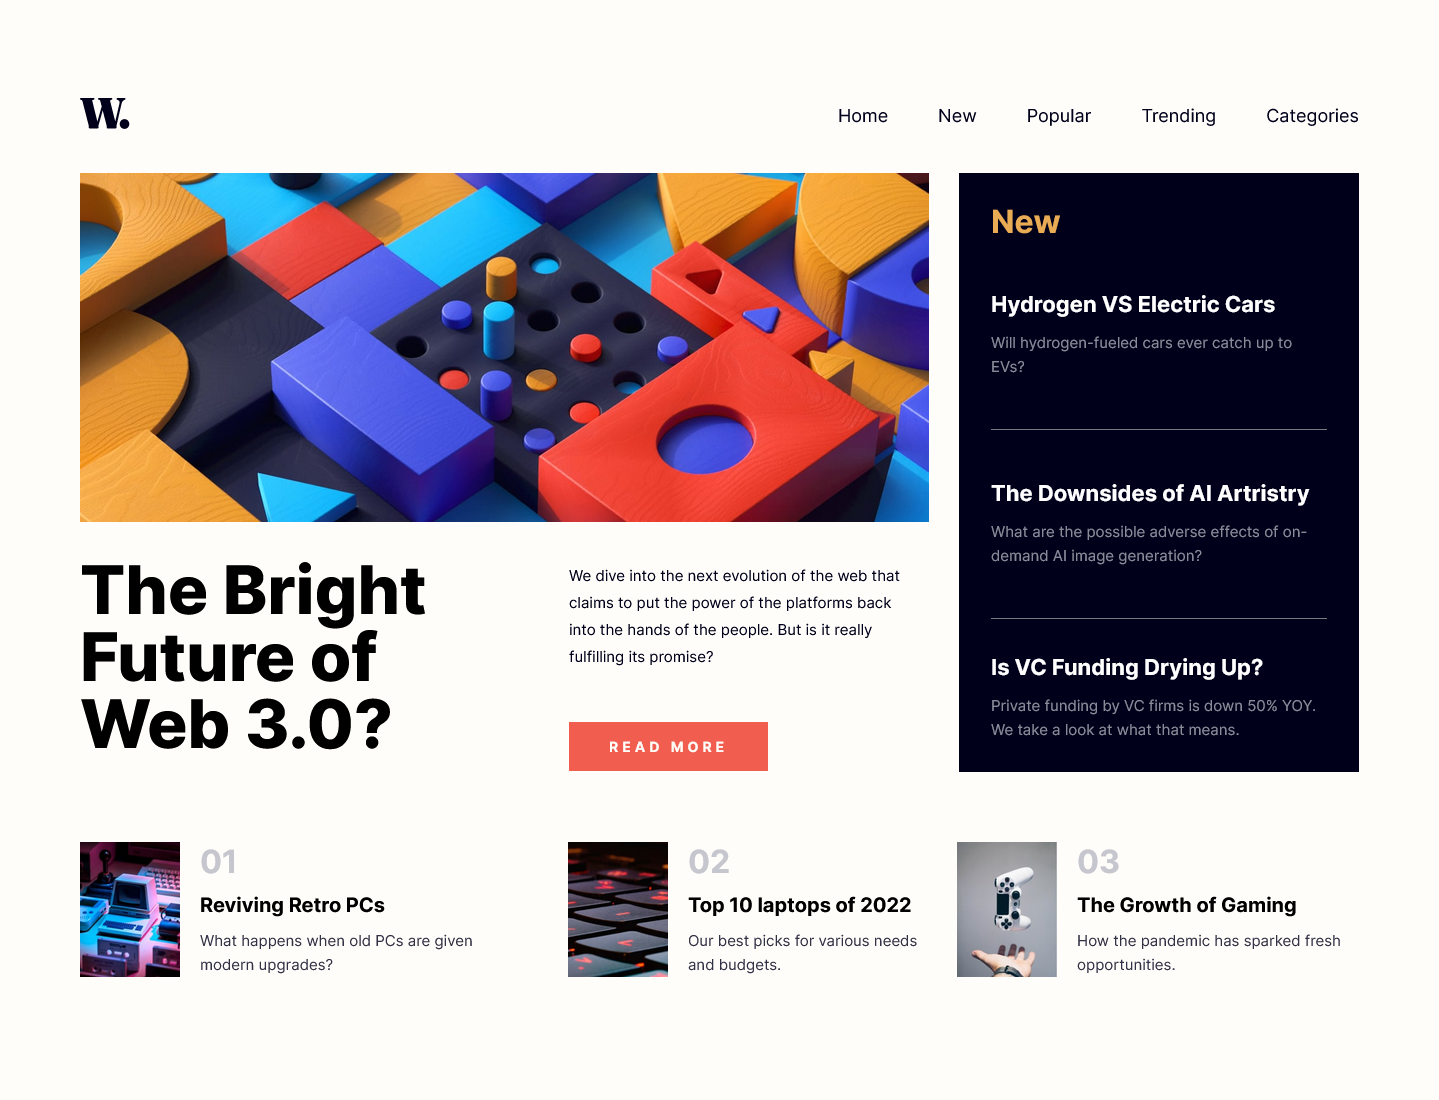 W.
Home New Popular Trending Categories
The Bright
Future of
Web 3.0?
We dive into the next evolution of the web that
claims to put the power of the platforms back
into the hands of the people. But is it really
fulfilling its promise?
READ MORE
New
Hydrogen VS Electric Cars
Will hydrogen-fueled cars ever catch up to
EVs?
The Downsides of AI Artristry
What are the possible adverse effects of on-
demand AI image generation?
Is VC Funding Drying Up?
Private funding by VC firms is down 50% YOY.
We take a look at what that means.
01
Reviving Retro PCs
What happens when old PCs are given
modern upgrades?
02
Top 10 laptops of 2022
Our best picks for various needs
and budgets.
03
The Growth of Gaming
How the pandemic has sparked fresh
opportunities.